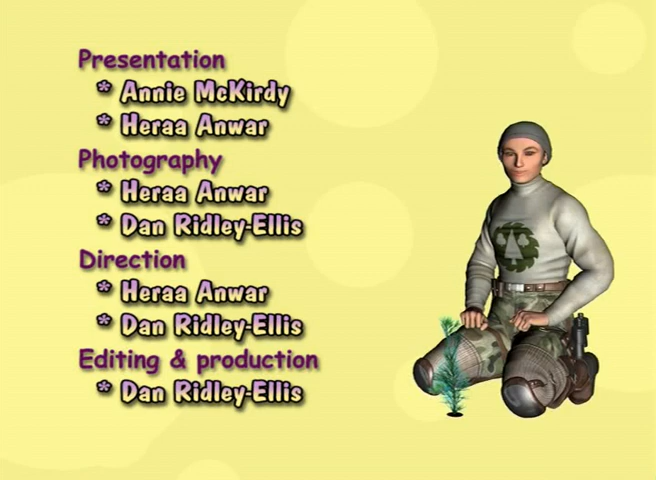 Presentation
* Annie McKirdy
* Heraa Anwar
Photography
* Heraa Anwar
* Dan Ridley-Ellis
Direction
* Heraa Anwar
* Dan Ridley-Ellis
Editing & production
* Dan Ridley-Ellis